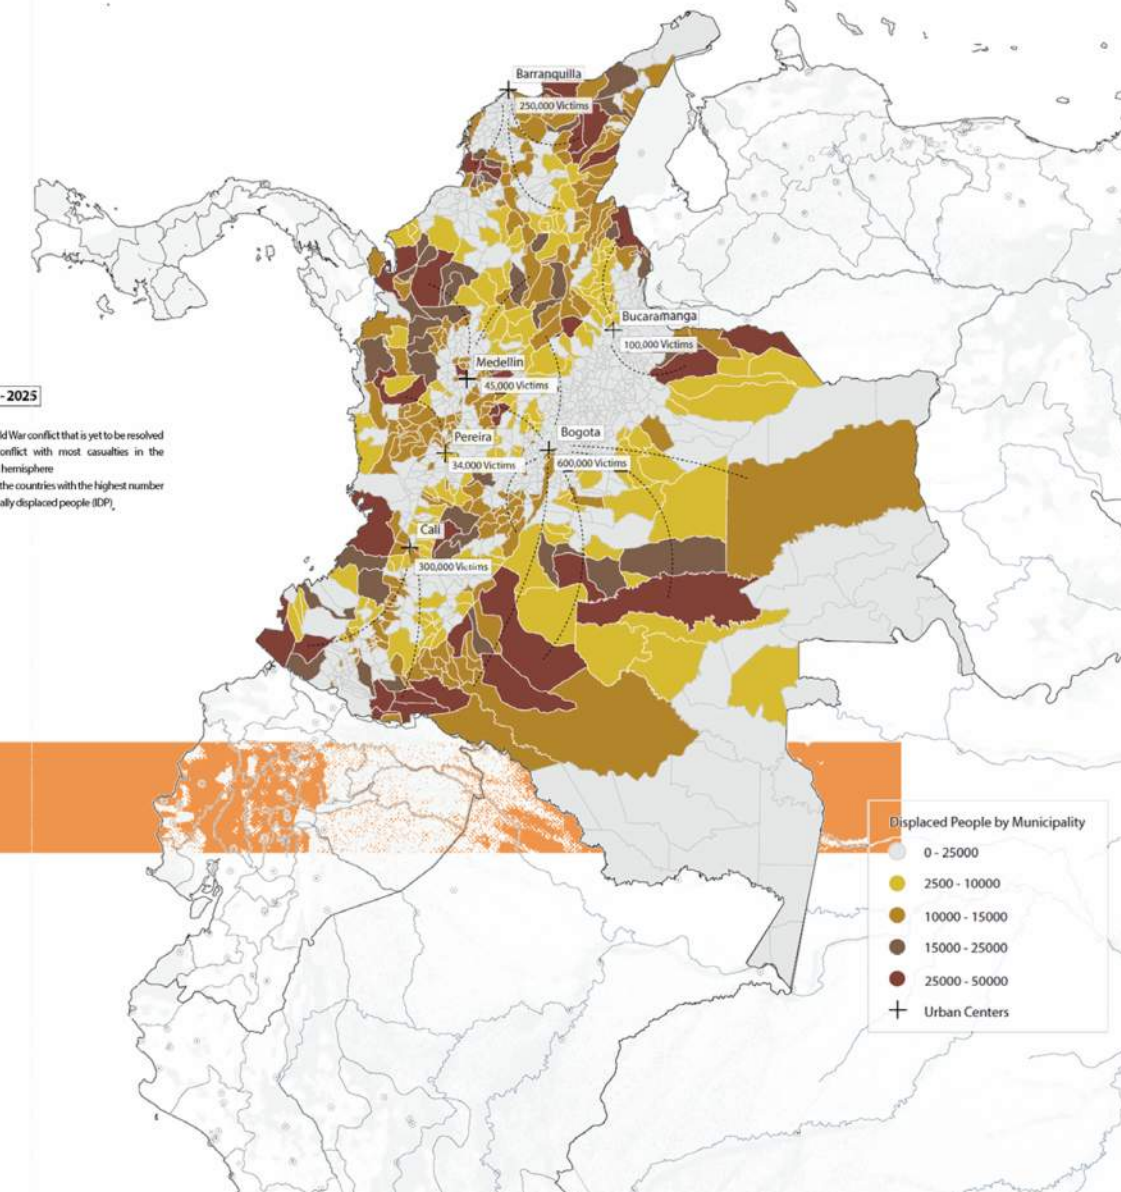 Barranquilla
250,000 Victims
Bucaramanga
100,000 Victims
Medellin
45,000 Victims
- 2025
ld War conflict that is yet to be resolved
onflict with most casualties in the
hemisphere
the countries with the highest number
ally displaced people (IDP)
Pereira
34,000 Victims
Bogota
600,000 Victims
Cali
300,000 Victims
Displaced People by Municipality
0 - 25000
2500 - 10000
10000 - 15000
15000 - 25000
25000 - 50000
Urban Centers